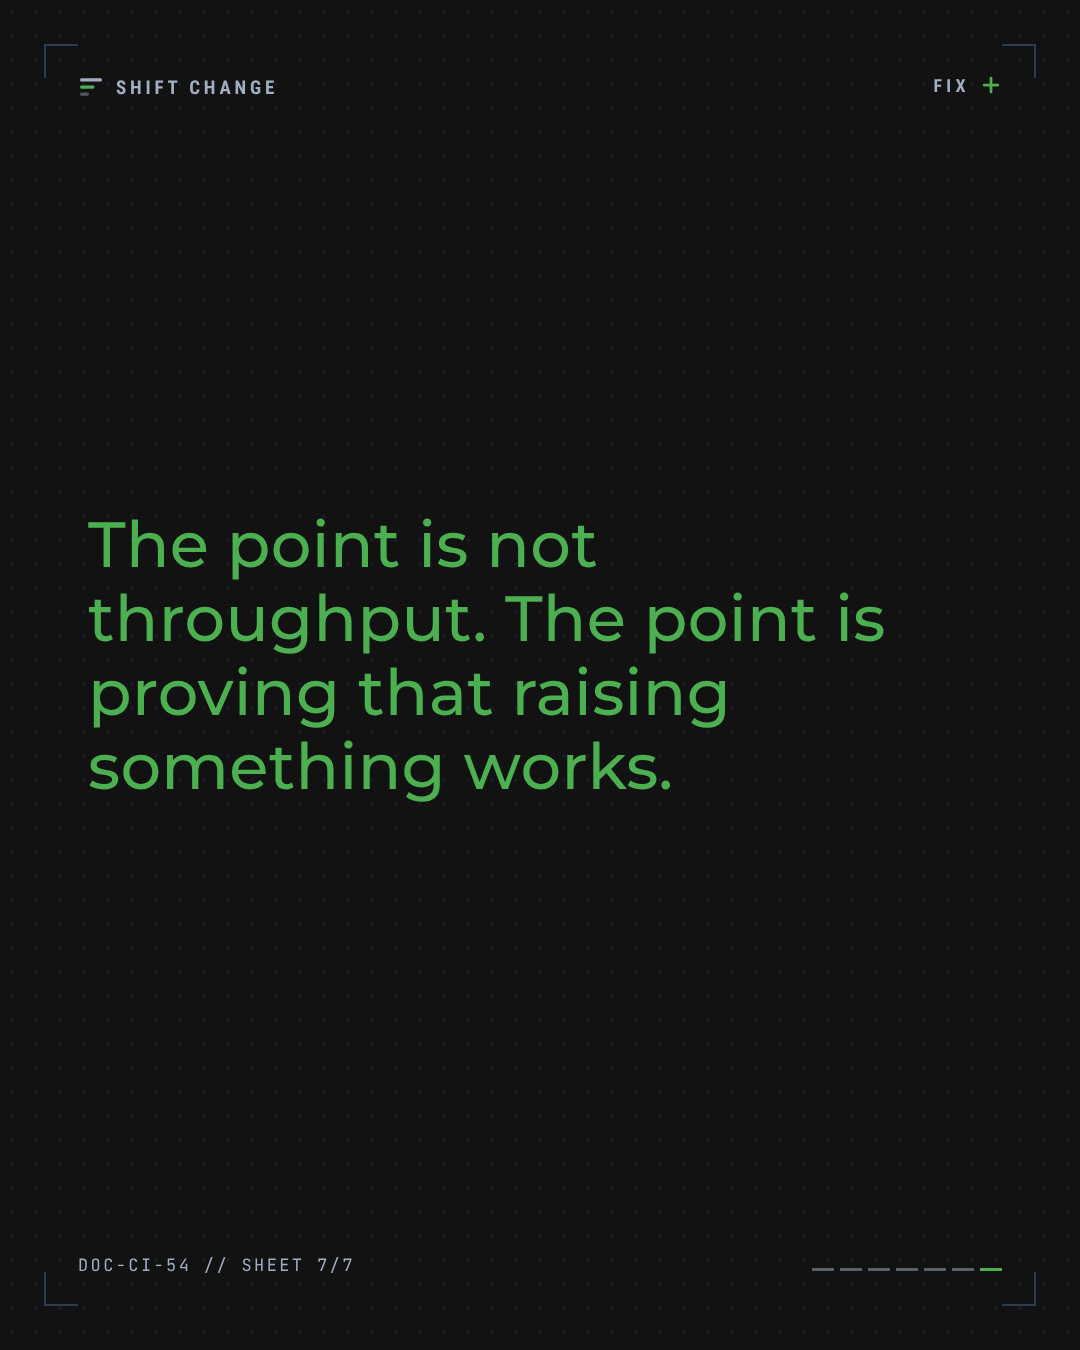 SHIFT CHANGE
FIX +
The point is not
throughput. The point is
proving that raising
something works.
DOC-CI-54 // SHEET 7/7